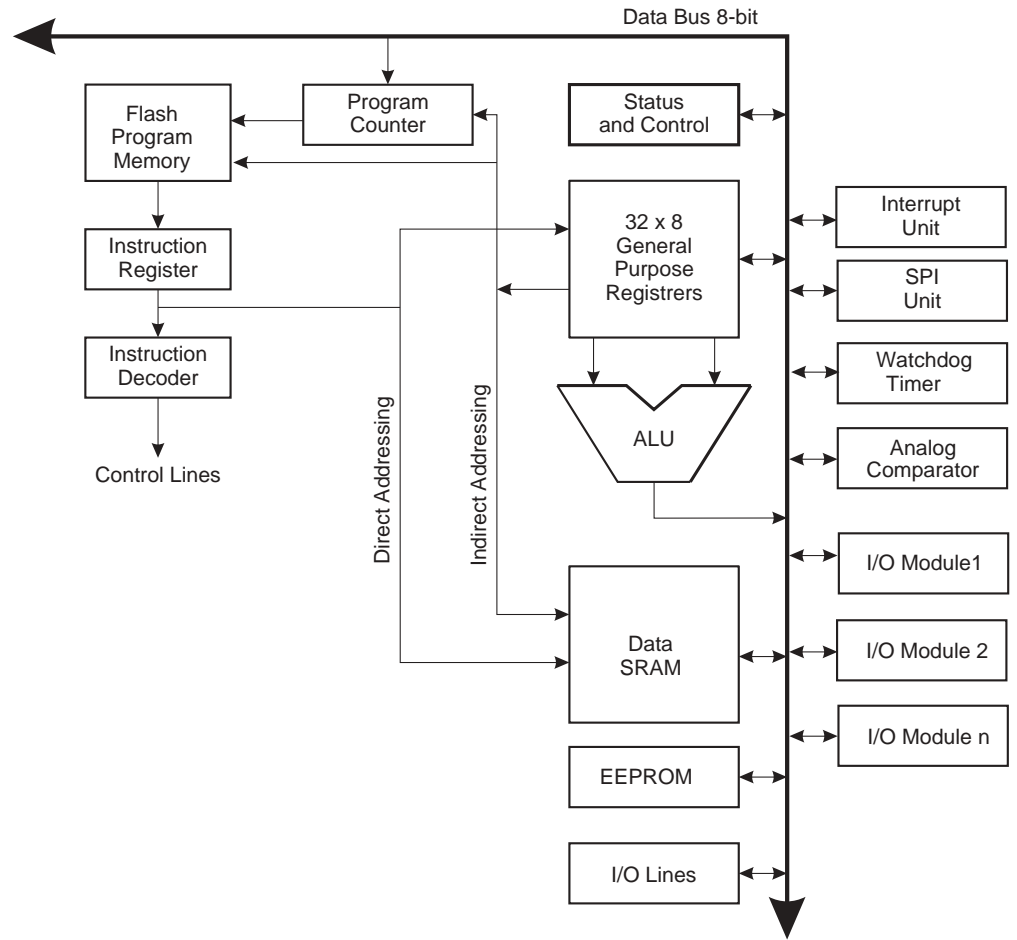 Data Bus 8-bit
Flash
Program
Memory
Program
Counter
Status
and Control
Interrupt
Unit
32 x 8
General
Purpose
Registrers
Instruction
Register
SPI
Unit
Instruction
Decoder
Watchdog
Timer
Direct Addressing
Indirect Addressing
ALU
Analog
Comparator
Control Lines
I/O Module1
Data
SRAM
I/O Module 2
I/O Module n
EEPROM
I/O Lines